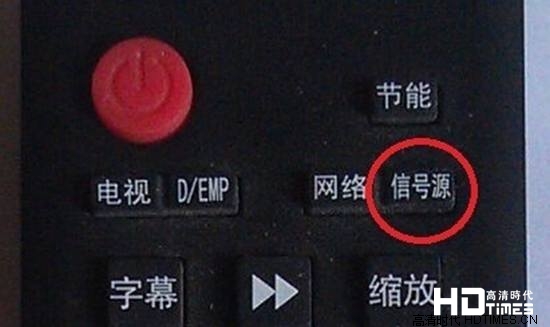 节能
电视 D/EMP 网络 信号源
字幕 缩放
HD 高清時代
TIMES
高清時代 HDTIMES.CN